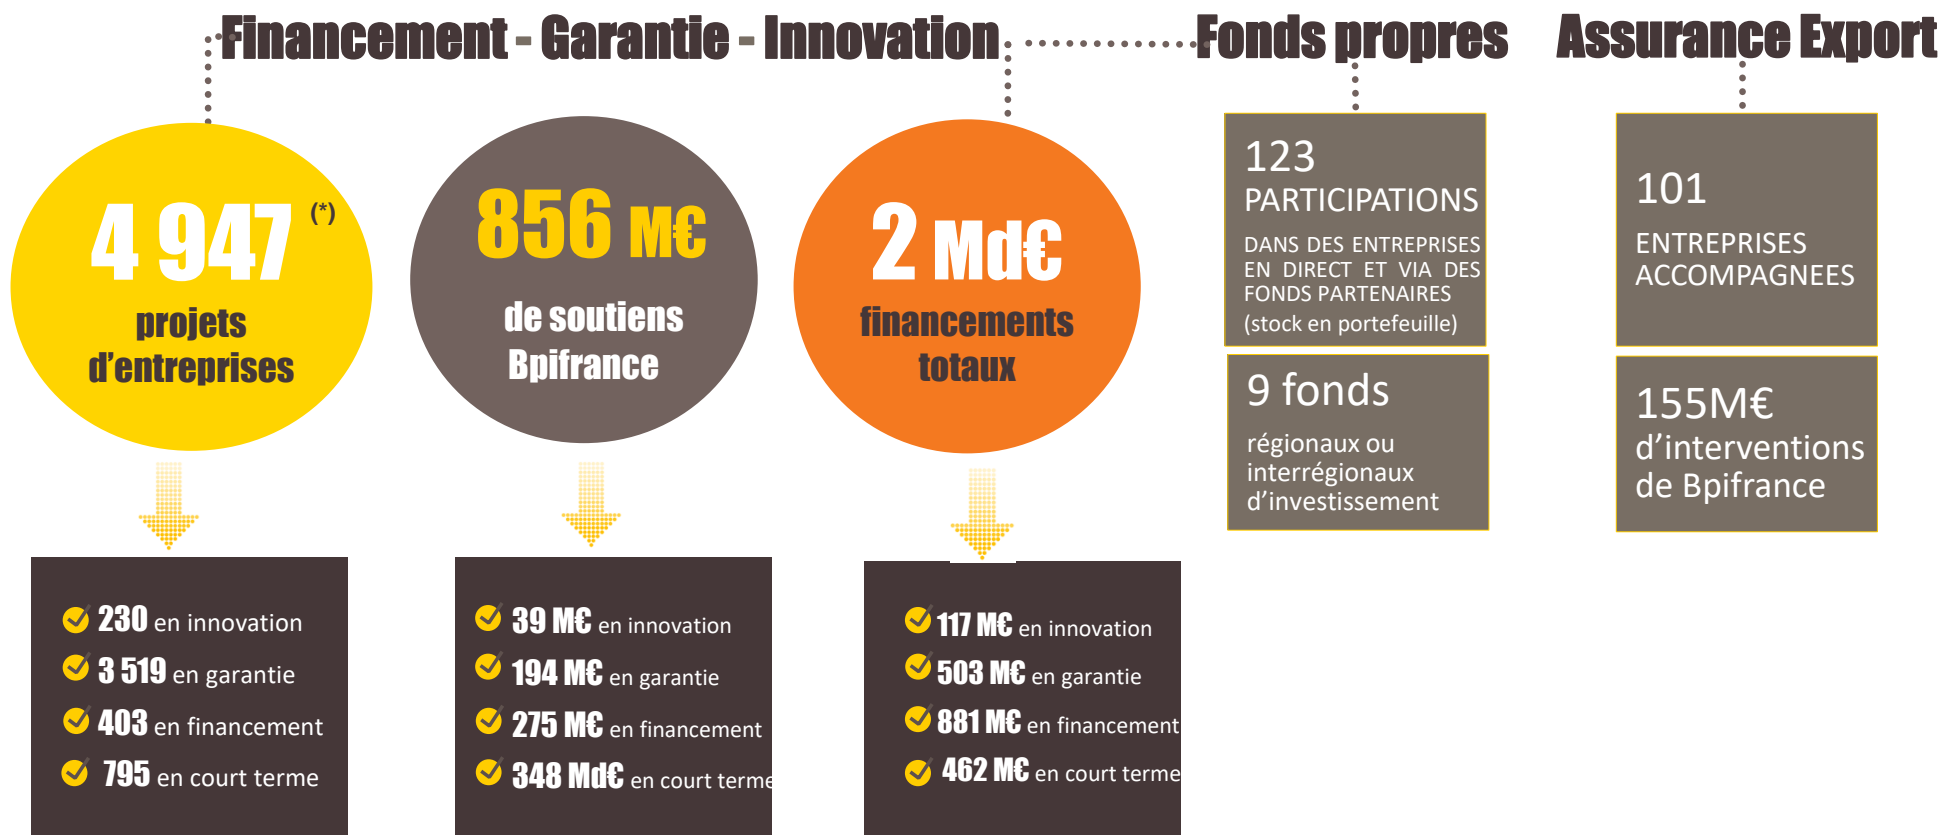 Financement - Garantie - Innovation
Fonds propres
Assurance Export
4 947 (*)
projets
d'entreprises
856 M€
de soutiens
Bpifrance
2 Md€
financements
totaux
123
PARTICIPATIONS
DANS DES ENTREPRISES
EN DIRECT ET VIA DES
FONDS PARTENAIRES
(stock en portefeuille)
9 fonds
régionaux ou
interrégionaux
d'investissement
101
ENTREPRISES
ACCOMPAGNEES
155M€
d'interventions
de Bpifrance
230 en innovation
3 519 en garantie
403 en financement
795 en court terme
39 M€ en innovation
194 M€ en garantie
275 M€ en financement
348 Md€ en court terme
117 M€ en innovation
503 M€ en garantie
881 M€ en financement
462 M€ en court terme